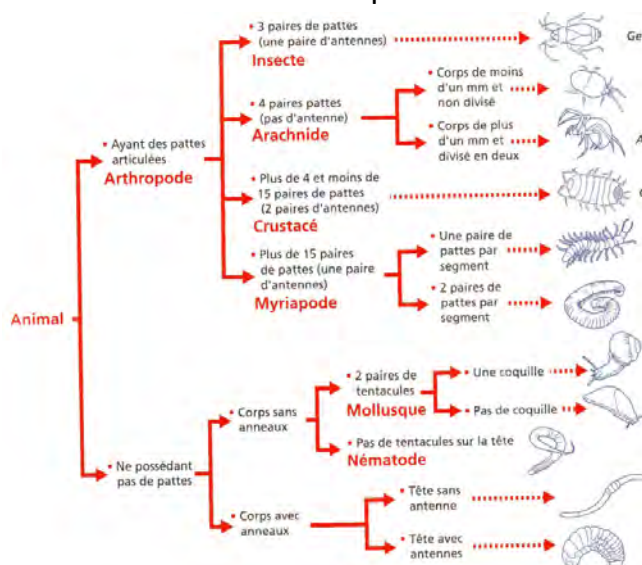 • 3 paires de pattes
(une paire d'antennes)
Insecte
Ge
• 4 paires pattes
(pas d'antenne)
Arachnide
• Corps de moins
d'un mm et
non divisé
• Corps de plus
d'un mm et
divisé en deux
A
• Ayant des pattes
articulées
Arthropode
• Plus de 4 et moins de
15 paires de pattes
(2 paires d'antennes)
Crustacé
• Plus de 15 paires
de pattes (une paire
d'antennes)
Myriapode
• Une paire de
pattes par
segment
• 2 paires de
pattes par
segment
Animal
• Ne possédant
pas de pattes
• Corps sans
anneaux
• 2 paires de
tentacules
Mollusque
• Une coquille
• Pas de coquille
• Pas de tentacules sur la tête
Nématode
• Corps avec
anneaux
• Tête sans
antenne
• Tête avec
antennes